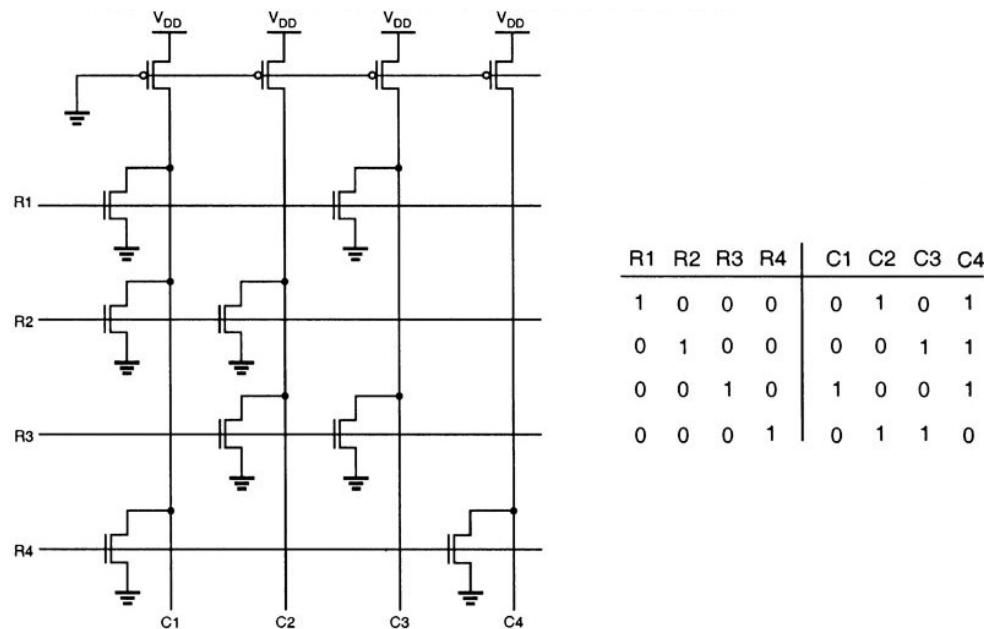 VDD VDD VDD VDD
R1
R2
R3
R4
C1 C2 C3 C4
R1 R2 R3 R4 C1 C2 C3 C4
1 0 0 0 0 1 0 1
0 1 0 0 0 0 1 1
0 0 1 0 1 0 0 1
0 0 0 1 0 1 1 0